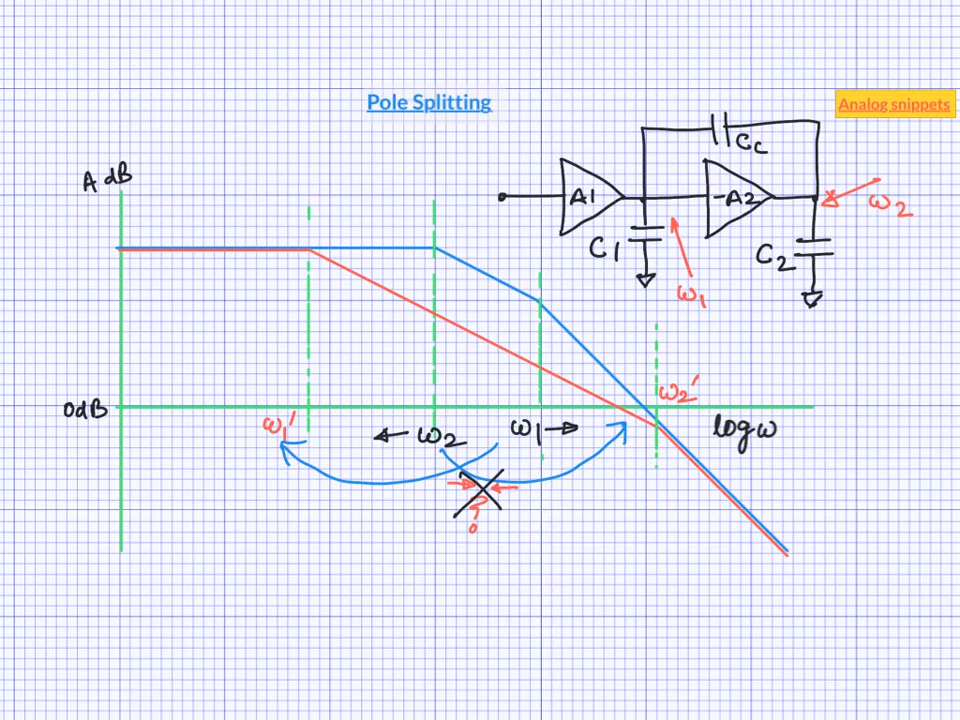 Pole Splitting
Analog snippets
A dB
A1
-A2
Cc
C1
C2
ω1
ω2
0dB
ω1'
← ω2
ω1 →
ω2'
log ω
?